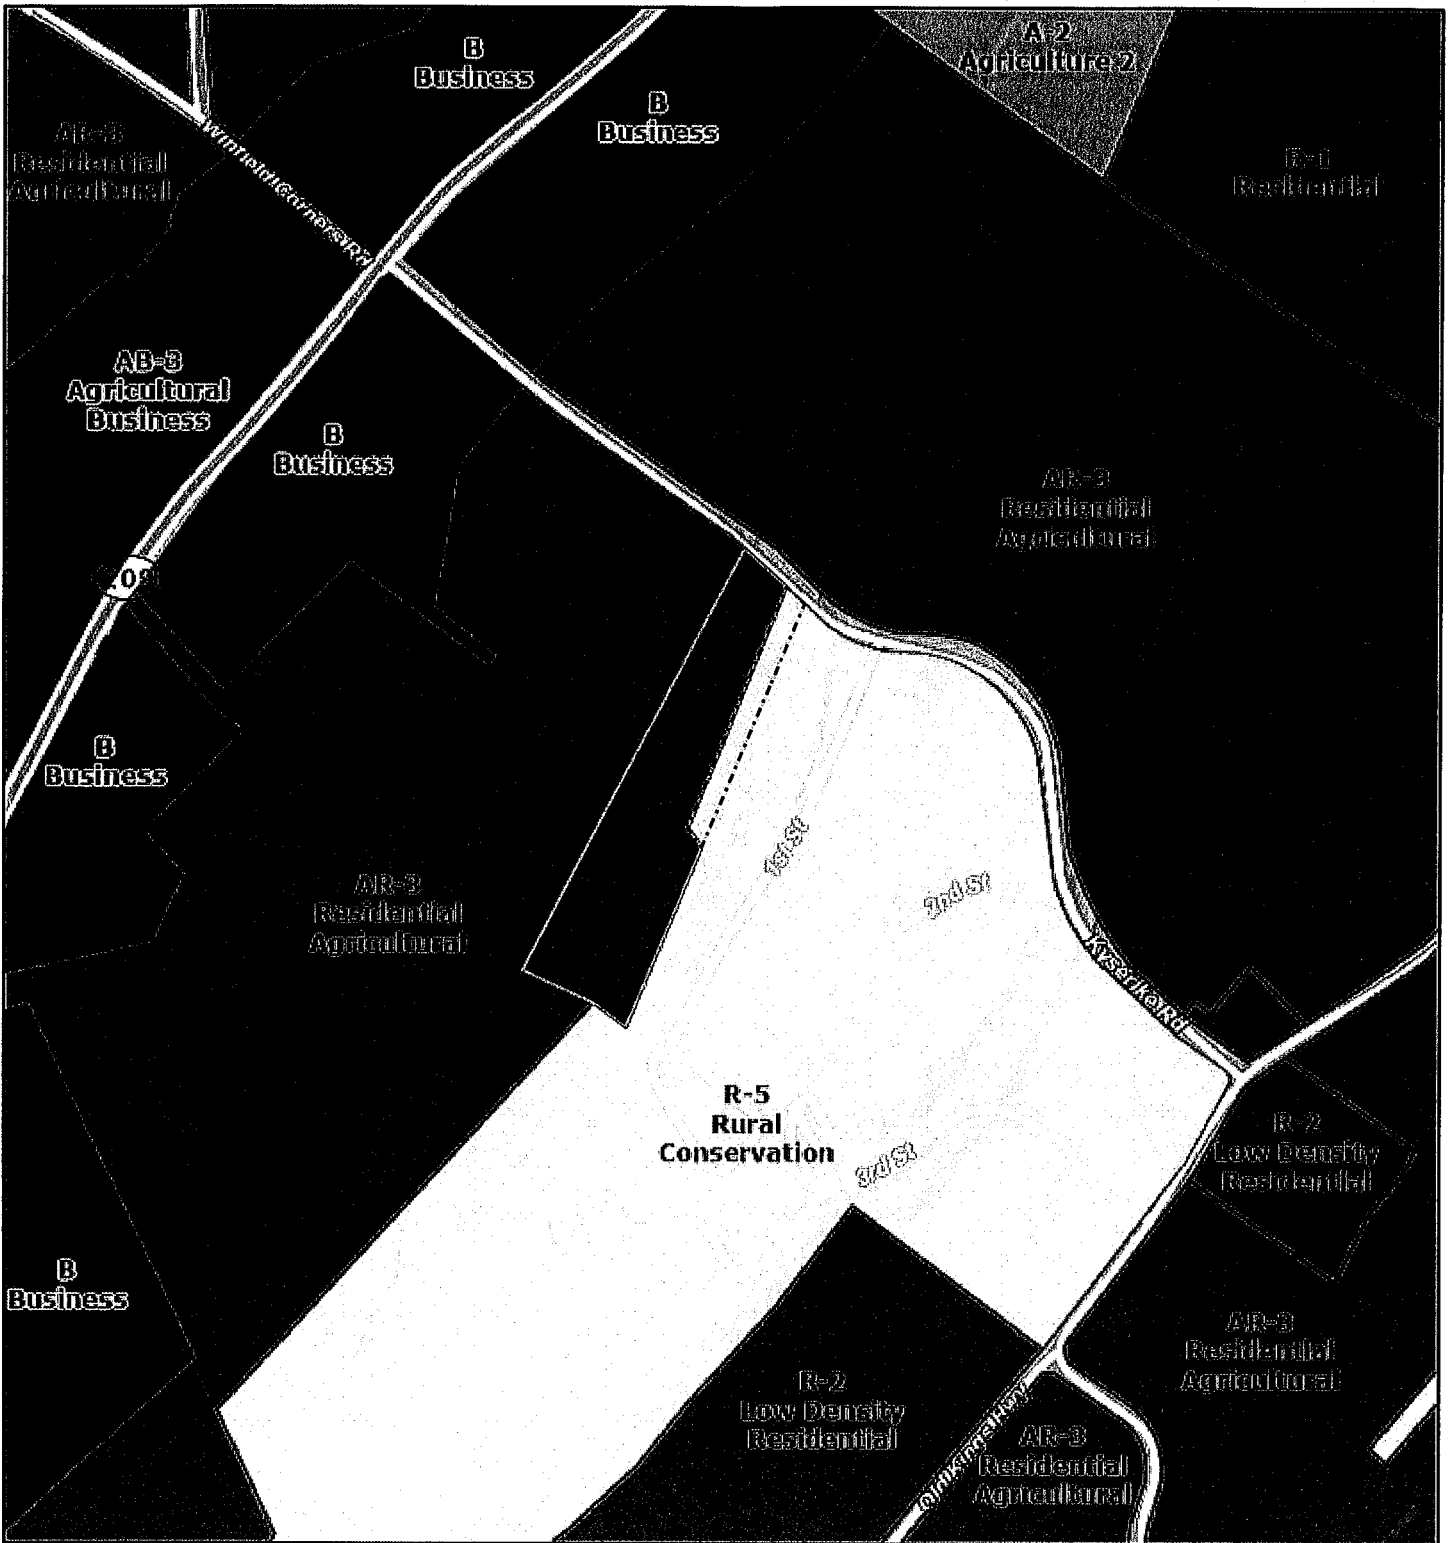 B
Business
A-2
Agriculture 2
B
Business
AR-3
Residential
Agricultural
Winfield Corners Rd
R-1
Residential
AB-3
Agricultural
Business
B
Business
AR-3
Residential
Agricultural
B
Business
1st St
2nd St
AR-3
Residential
Agricultural
Kyserike Rd
R-5
Rural
Conservation
3rd St
R-2
Low Density
Residential
B
Business
AR-3
Residential
Agricultural
R-2
Low Density
Residential
AR-3
Residential
Agricultural